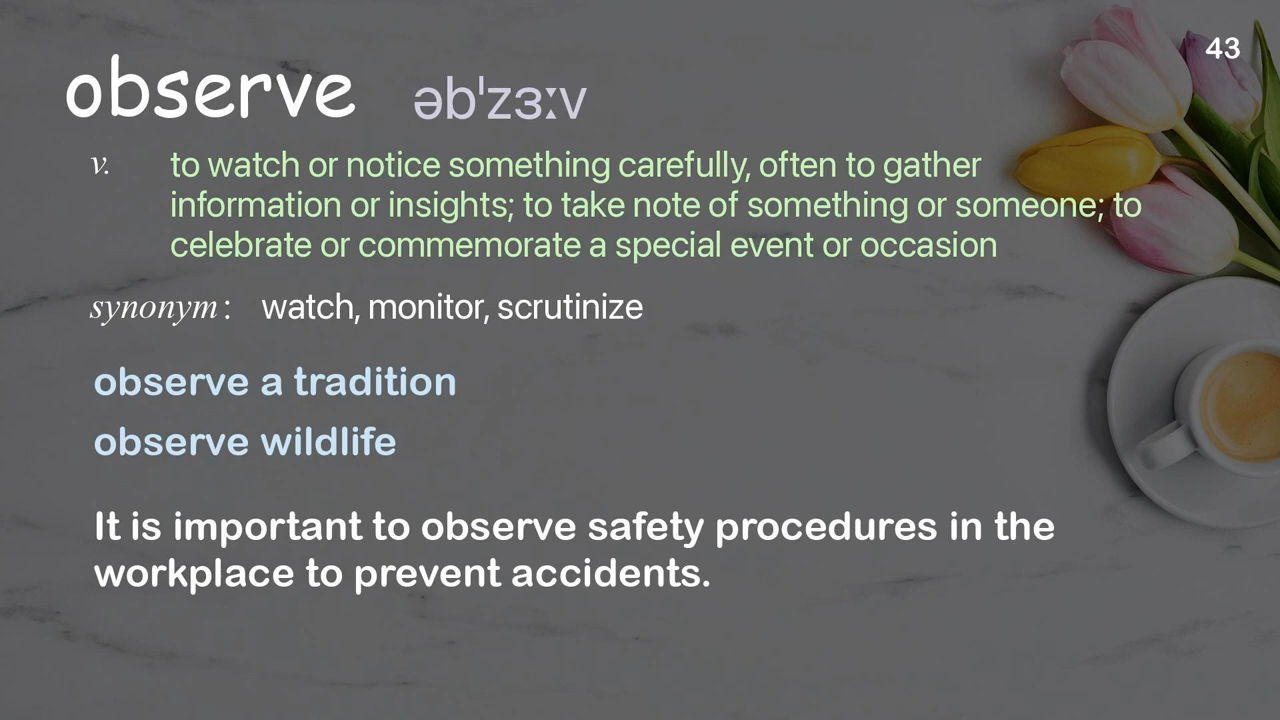 43
observe əbˈzɜːv
v. to watch or notice something carefully, often to gather
information or insights; to take note of something or someone; to
celebrate or commemorate a special event or occasion
synonym: watch, monitor, scrutinize
observe a tradition
observe wildlife
It is important to observe safety procedures in the
workplace to prevent accidents.